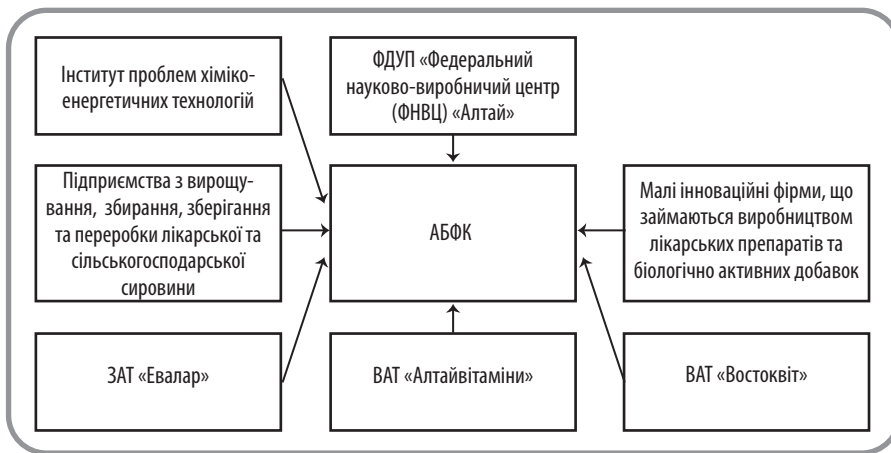 Інститут проблем хіміко-
енергетичних технологій
ФДУП «Федеральний
науково-виробничий центр
(ФНВЦ) «Алтай»
Підприємства з вирощу-
вання, збирання, зберігання
та переробки лікарської та
сільськогосподарської
сировини
АБФК
Малі інноваційні фірми, що
займаються виробництвом
лікарських препаратів та
біологічно активних добавок
ЗАТ «Евалар»
ВАТ «Алтайвітаміни»
ВАТ «Востоквіт»